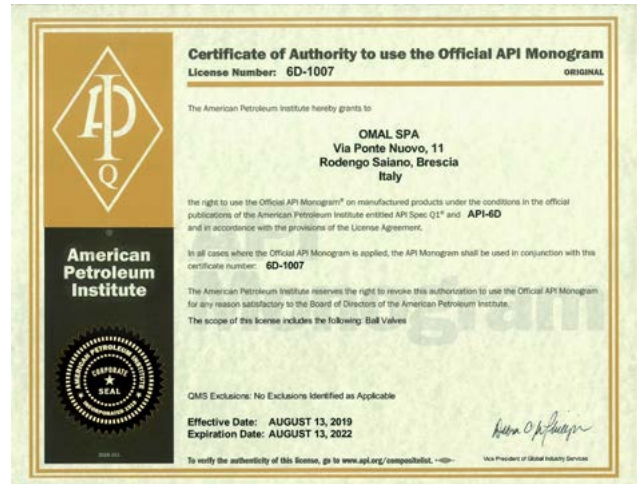 Certificate of Authority to use the Official API Monogram
License Number: 6D-1007
ORIGINAL
The American Petroleum Institute hereby grants to
OMAL SPA
Via Ponte Nuovo, 11
Rodengo Saiano, Brescia
Italy
the right to use the Official API Monogram® on manufactured products under the conditions in the official
publications of the American Petroleum Institute entitled API Spec Q1® and API-6D
and in accordance with the provisions of the License Agreement.
In all cases where the Official API Monogram is applied, the API Monogram shall be used in conjunction with this
certificate number: 6D-1007
The American Petroleum Institute reserves the right to revoke this authorization to use the Official API Monogram
for any reason satisfactory to the Board of Directors of the American Petroleum Institute.
The scope of this license includes the following: Ball Valves
QMS Exclusions: No Exclusions Identified as Applicable
Effective Date: AUGUST 13, 2019
Expiration Date: AUGUST 13, 2022
To verify the authenticity of this license, go to www.api.org/compositelist.
Vice President of Global Industry Services
API
Q
American
Petroleum
Institute
AMERICAN PETROLEUM INSTITUTE
CORPORATE
SEAL
INCORPORATED 1919